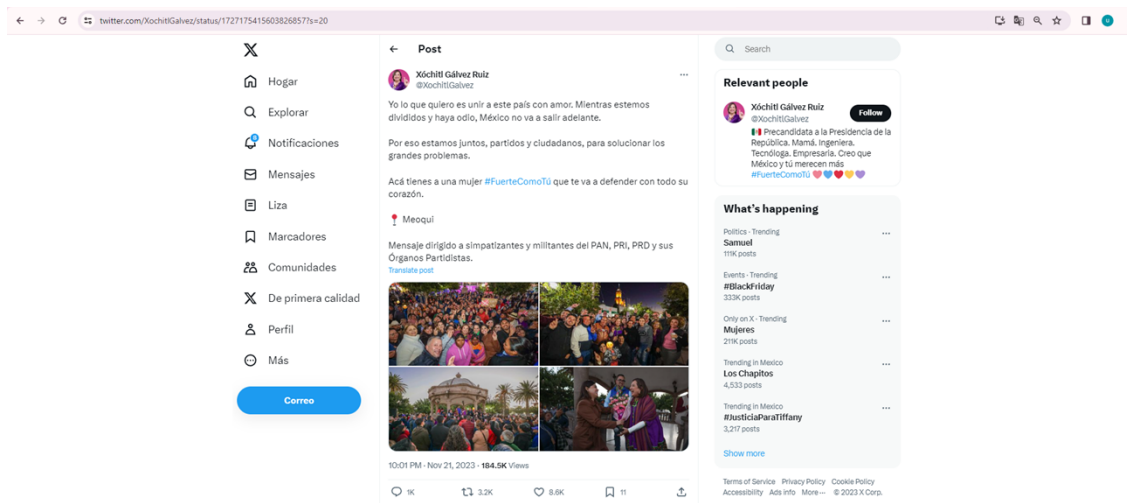 twitter.com/XochitlGalvez/status/1727175415603826857?s=20
Hogar
Explorar
Notificaciones
Mensajes
Liza
Marcadores
Comunidades
De primera calidad
Perfil
Más
Correo
Post
Xóchitl Gálvez Ruiz
@XochitlGalvez
Yo lo que quiero es unir a este país con amor. Mientras estemos
divididos y haya odio, México no va a salir adelante.
Por eso estamos juntos, partidos y ciudadanos, para solucionar los
grandes problemas.
Acá tienes a una mujer #FuerteComoTú que te va a defender con todo su
corazón.
Meoqui
Mensaje dirigido a simpatizantes y militantes del PAN, PRI, PRD y sus
Órganos Partidistas.
Translate post
10:01 PM · Nov 21, 2023 · 184.5K Views
1K 3.2K 8.6K 11
Search
Relevant people
Xóchitl Gálvez Ruiz
@XochitlGalvez
Follow
Precandidata a la Presidencia de la
República. Mamá. Ingeniera.
Tecnóloga. Empresaria. Creo que
México y tú merecen más
#FuerteComoTú
What's happening
Politics · Trending
Samuel
111K posts
Events · Trending
#BlackFriday
333K posts
Only on X · Trending
Mujeres
211K posts
Trending in Mexico
Los Chapitos
4,533 posts
Trending in Mexico
#JusticiaParaTiffany
3,217 posts
Show more
Terms of Service Privacy Policy Cookie Policy
Accessibility Ads info More ··· © 2023 X Corp.